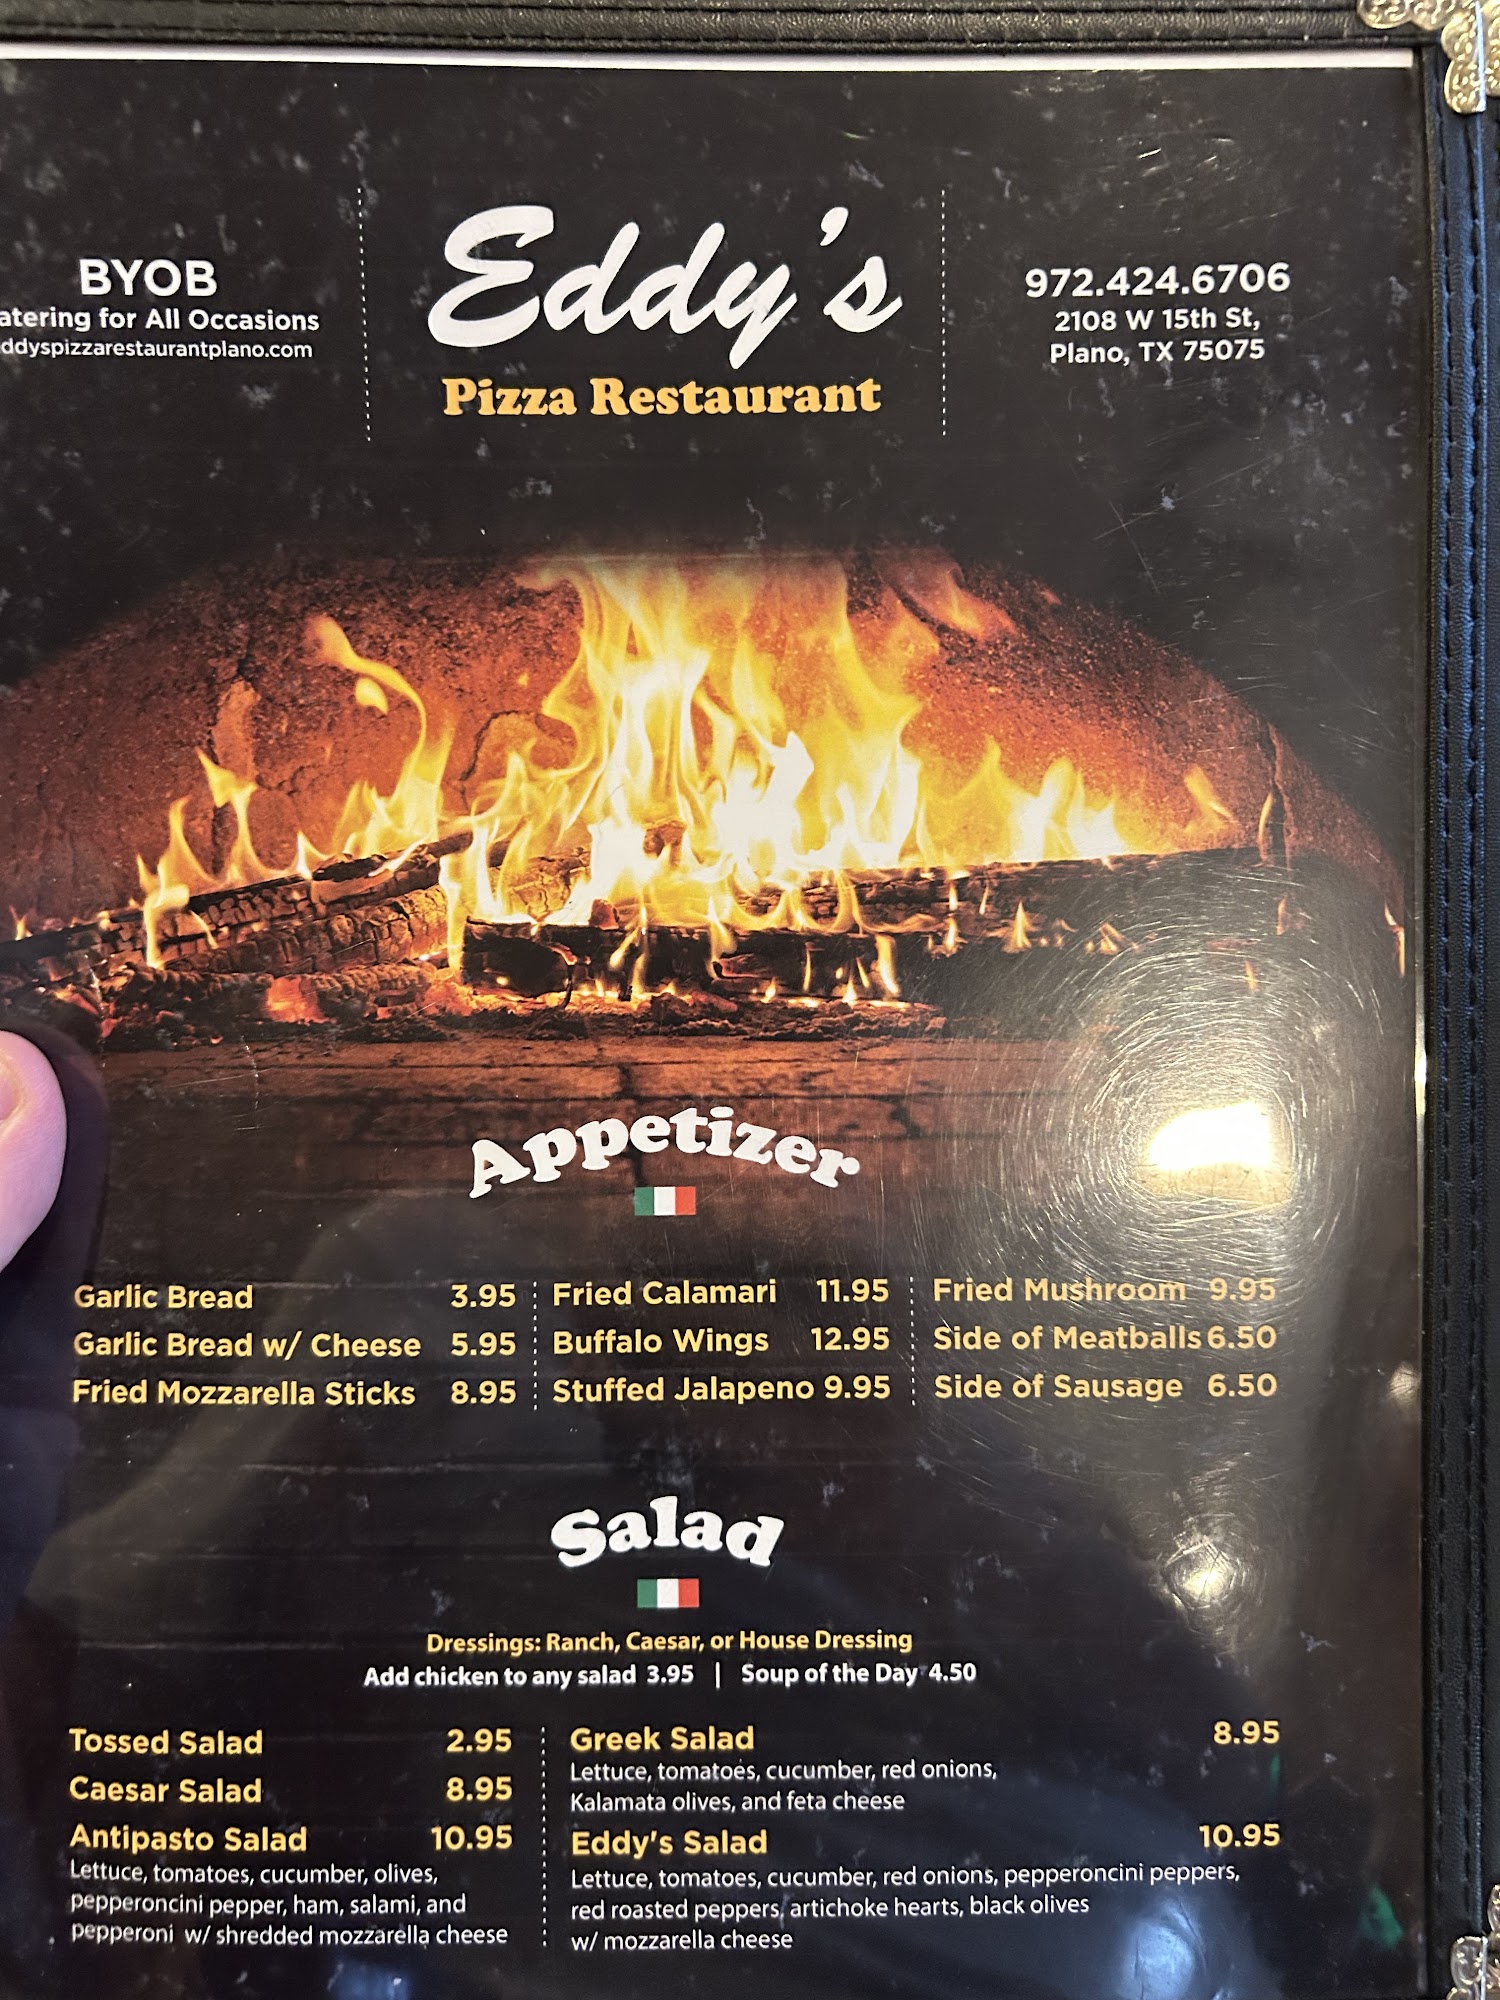 BYOB
atering for All Occasions
ddyspizzarestaurantplano.com
Eddy's
Pizza Restaurant
972.424.6706
2108 W 15th St,
Plano, TX 75075
Appetizer
Garlic Bread 3.95
Garlic Bread w/ Cheese 5.95
Fried Mozzarella Sticks 8.95
Fried Calamari 11.95
Buffalo Wings 12.95
Stuffed Jalapeno 9.95
Fried Mushroom 9.95
Side of Meatballs 6.50
Side of Sausage 6.50
Salad
Dressings: Ranch, Caesar, or House Dressing
Add chicken to any salad 3.95 | Soup of the Day 4.50
Tossed Salad 2.95
Caesar Salad 8.95
Antipasto Salad 10.95
Lettuce, tomatoes, cucumber, olives,
pepperoncini pepper, ham, salami, and
pepperoni w/ shredded mozzarella cheese
Greek Salad 8.95
Lettuce, tomatoes, cucumber, red onions,
Kalamata olives, and feta cheese
Eddy's Salad 10.95
Lettuce, tomatoes, cucumber, red onions, pepperoncini peppers,
red roasted peppers, artichoke hearts, black olives
w/ mozzarella cheese